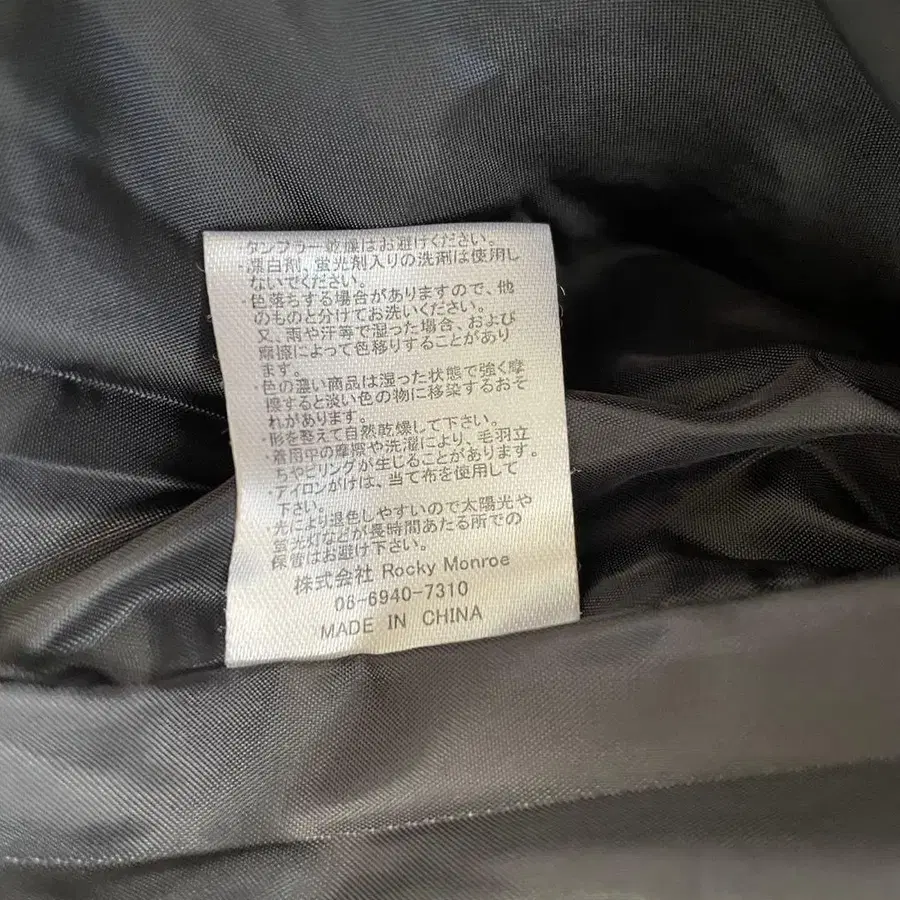 タンブラー乾燥はお避けください。
・漂白剤、蛍光剤入りの洗剤は使用し
ないでください。
・色落ちする場合がありますので、他
のものと分けてお洗いください。
又、雨や汗等で湿った場合、および
摩擦によって色移りすることがあり
ます。
・色の濃い商品は湿った状態で強く摩
擦すると淡い色の物に移染するおそ
れがあります。
・形を整えて自然乾燥して下さい。
・着用中の摩擦や洗濯により、毛羽立
ちやピリングが生じることがあります。
・アイロンがけは、当て布を使用して
下さい。
・光により退色しやすいので太陽光や
蛍光灯などが長時間あたる所での
保管はお避け下さい。
株式会社 Rocky Monroe
06-6940-7310
MADE IN CHINA